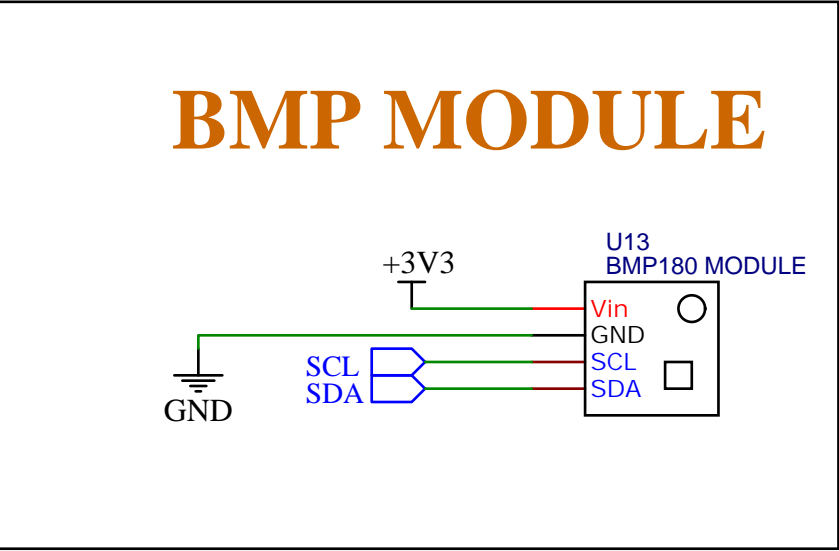 BMP MODULE
U13
BMP180 MODULE
+3V3
Vin
GND
SCL
SDA
SCL
SDA
GND